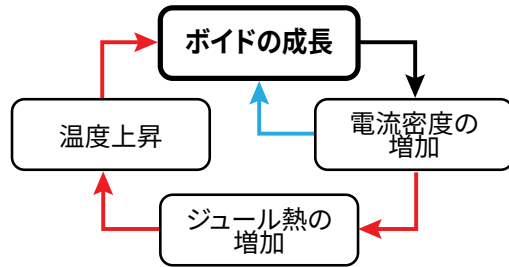 ボイドの成長
電流密度の
増加
温度上昇
ジュール熱の
増加